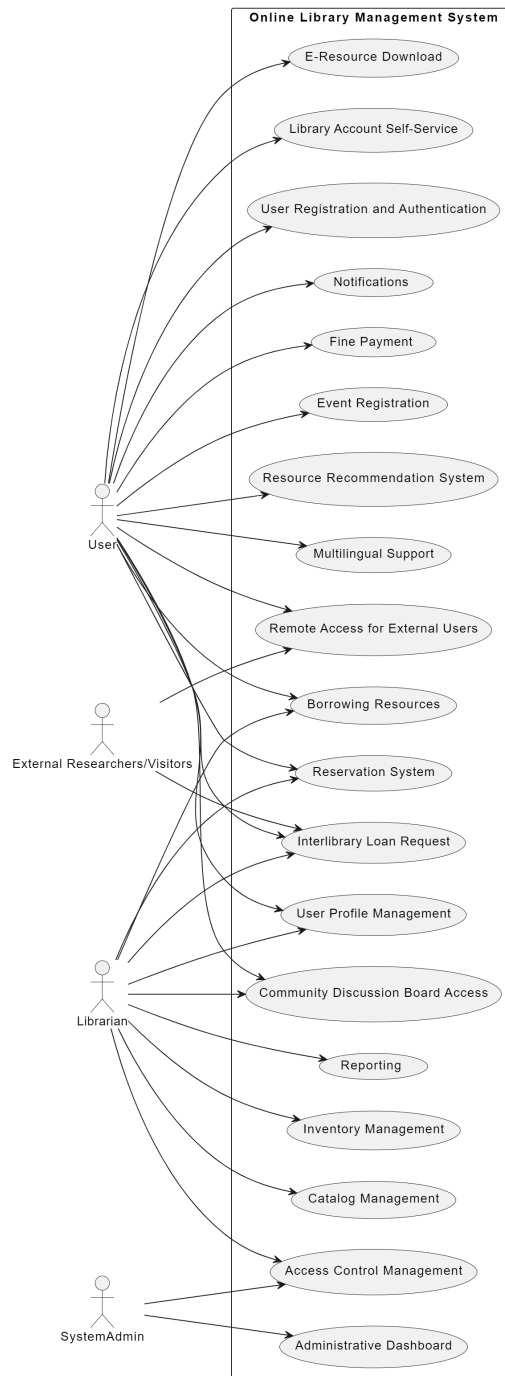 Online Library Management System
E-Resource Download
Library Account Self-Service
User Registration and Authentication
Notifications
Fine Payment
Event Registration
Resource Recommendation System
User
Multilingual Support
Remote Access for External Users
Borrowing Resources
External Researchers/Visitors
Reservation System
Interlibrary Loan Request
User Profile Management
Community Discussion Board Access
Librarian
Reporting
Inventory Management
Catalog Management
Access Control Management
SystemAdmin
Administrative Dashboard